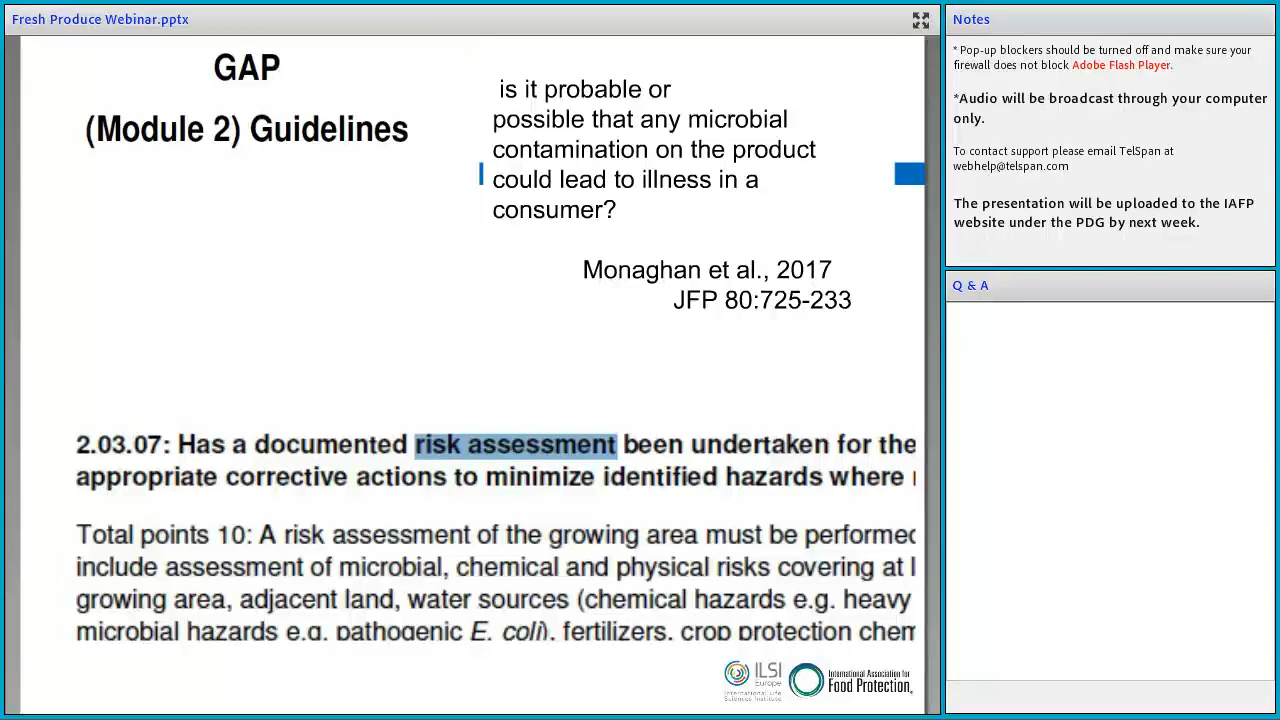 Fresh Produce Webinar.pptx
GAP
(Module 2) Guidelines
is it probable or
possible that any microbial
contamination on the product
could lead to illness in a
consumer?
Monaghan et al., 2017
JFP 80:725-233
2.03.07: Has a documented risk assessment been undertaken for the
appropriate corrective actions to minimize identified hazards where
Total points 10: A risk assessment of the growing area must be performed
include assessment of microbial, chemical and physical risks covering at
growing area, adjacent land, water sources (chemical hazards e.g. heavy
microbial hazards e.g. pathogenic E. coli), fertilizers, crop protection chem
ILSI
Europe
International Life
Sciences Institute
International Association for
Food Protection
Notes
* Pop-up blockers should be turned off and make sure your
firewall does not block Adobe Flash Player.
*Audio will be broadcast through your computer
only.
To contact support please email TelSpan at
webhelp@telspan.com
The presentation will be uploaded to the IAFP
website under the PDG by next week.
Q & A